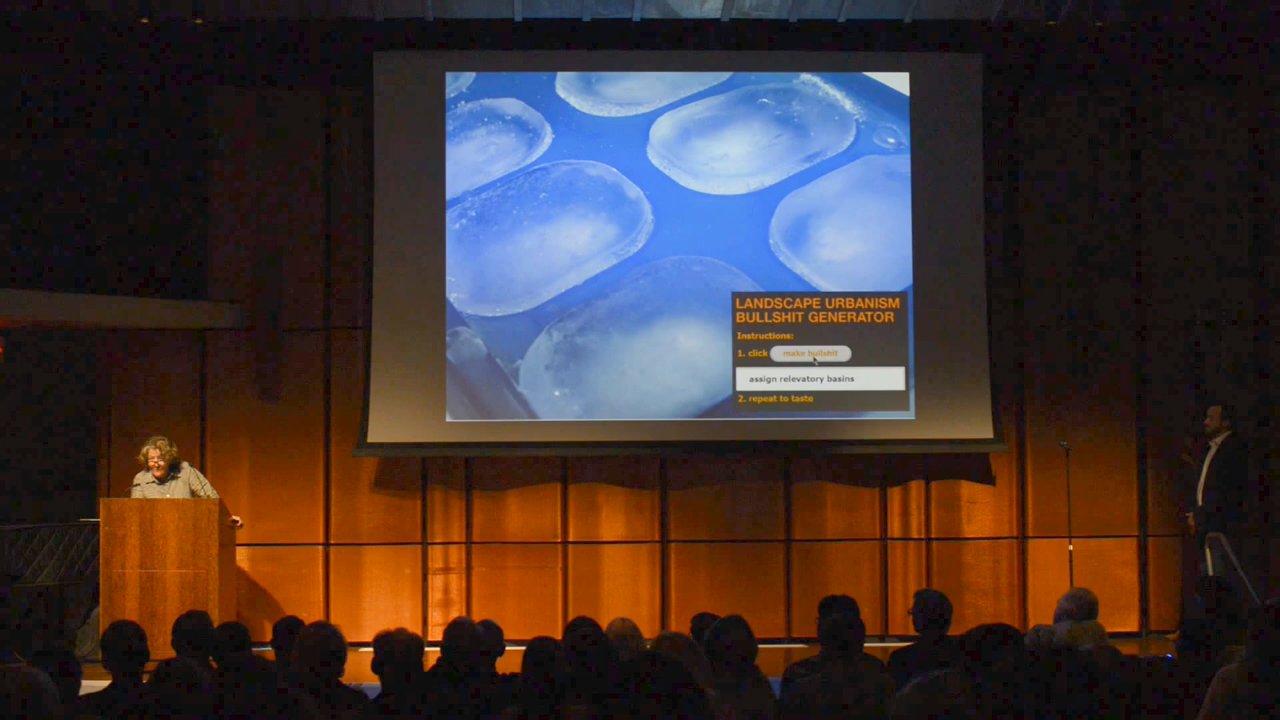 LANDSCAPE URBANISM
BULLSHIT GENERATOR
Instructions:
1. click make bullshit
assign relevatory basins
2. repeat to taste